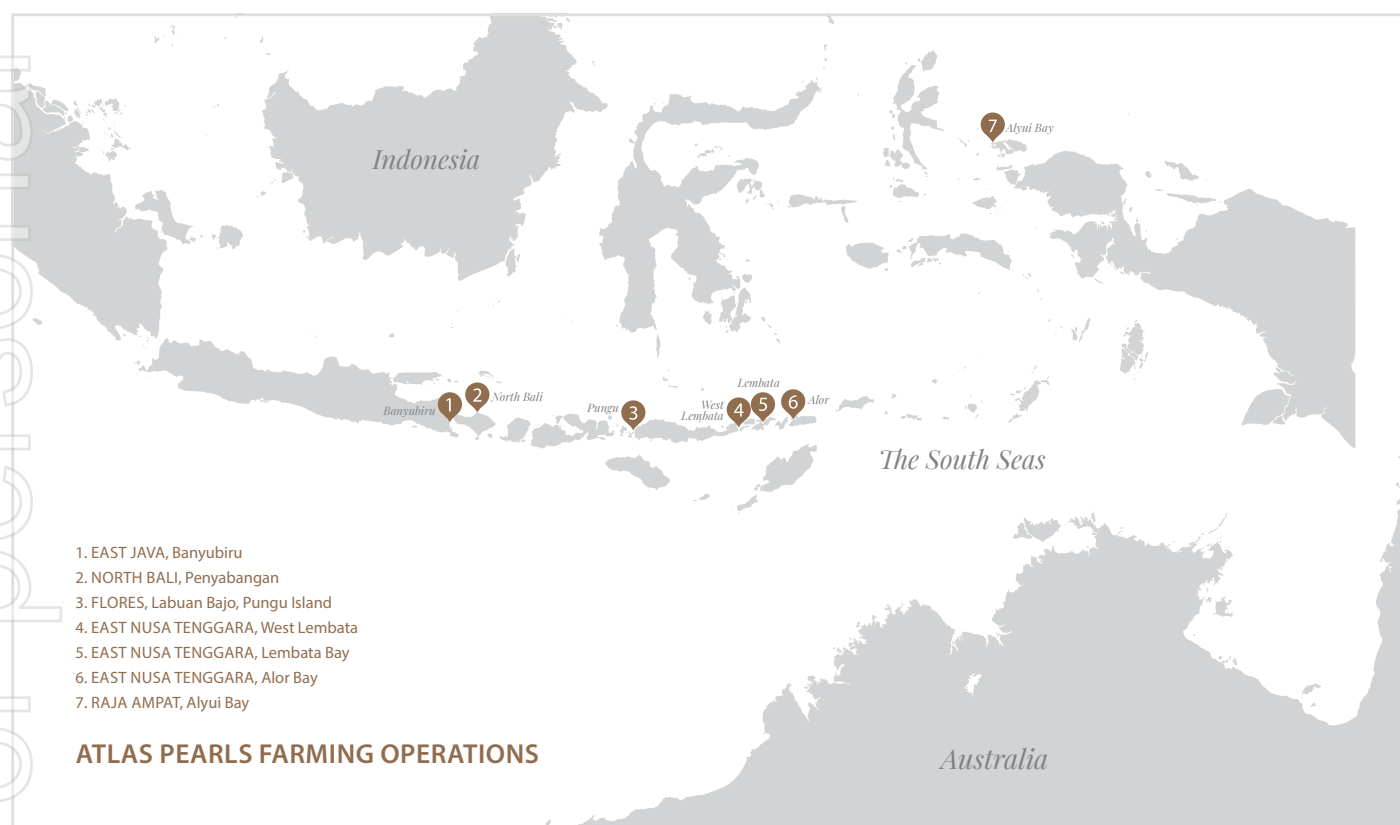 Indonesia
7 Alyui Bay
Banyubiru 1
2 North Bali
Pungu 3
West
Lembata 4
Lembata
5
6 Alor
The South Seas
1. EAST JAVA, Banyubiru
2. NORTH BALI, Penyabangan
3. FLORES, Labuan Bajo, Pungu Island
4. EAST NUSA TENGGARA, West Lembata
5. EAST NUSA TENGGARA, Lembata Bay
6. EAST NUSA TENGGARA, Alor Bay
7. RAJA AMPAT, Alyui Bay
ATLAS PEARLS FARMING OPERATIONS
Australia